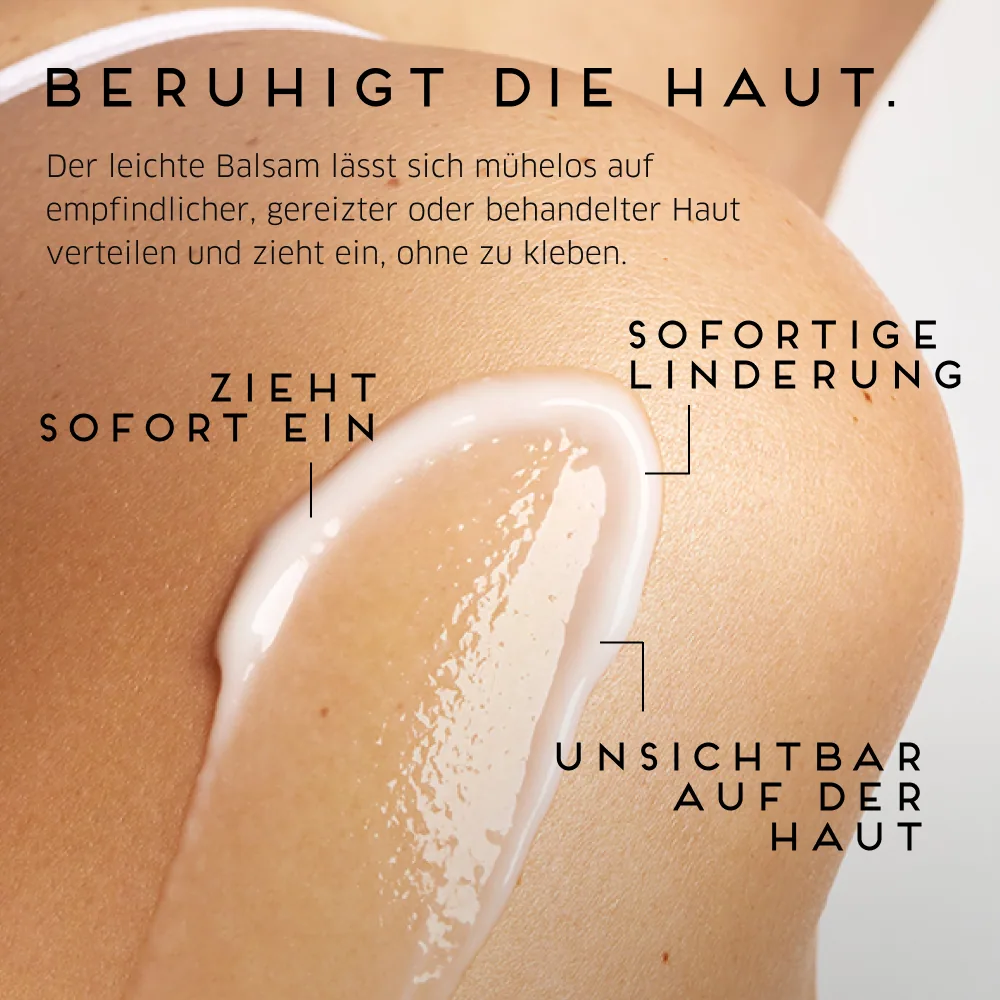 BERUHIGT DIE HAUT.
Der leichte Balsam lässt sich mühelos auf
empfindlicher, gereizter oder behandelter Haut
verteilen und zieht ein, ohne zu kleben.
SOFORTIGE
LINDERUNG
ZIEHT
SOFORT EIN
UNSICHTBAR
AUF DER
HAUT